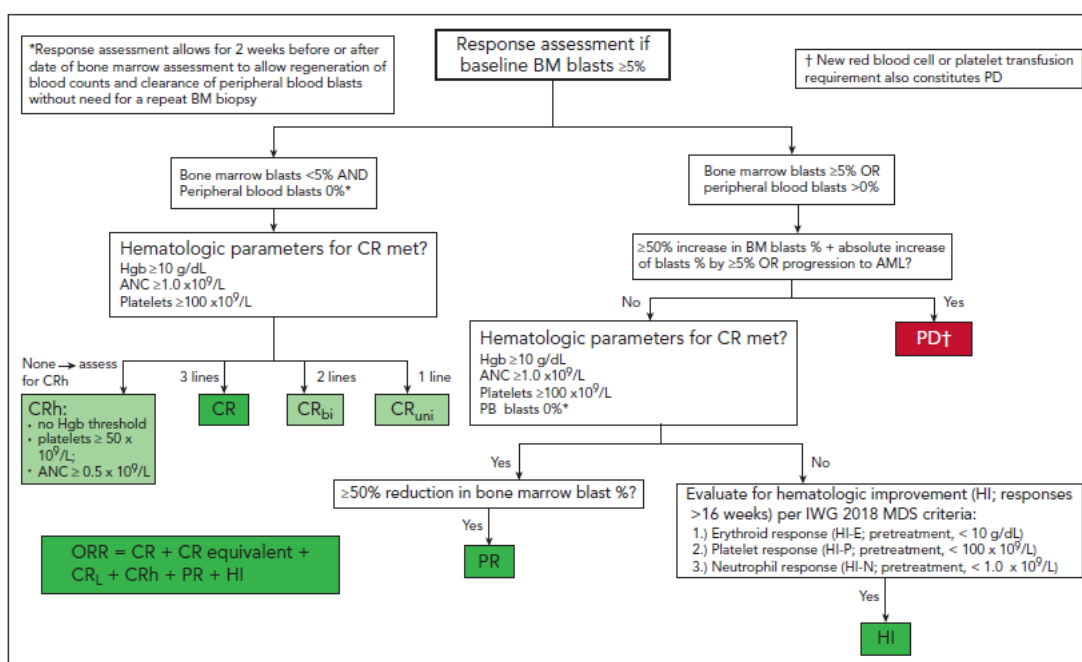 *Response assessment allows for 2 weeks before or after
date of bone marrow assessment to allow regeneration of
blood counts and clearance of peripheral blood blasts
without need for a repeat BM biopsy
Response assessment if
baseline BM blasts ≥5%
† New red blood cell or platelet transfusion
requirement also constitutes PD
Bone marrow blasts <5% AND
Peripheral blood blasts 0%*
Bone marrow blasts ≥5% OR
peripheral blood blasts >0%
Hematologic parameters for CR met?
Hgb ≥10 g/dL
ANC ≥1.0 x10⁹/L
Platelets ≥100 x10⁹/L
≥50% increase in BM blasts % + absolute increase
of blasts % by ≥5% OR progression to AML?
No
Yes
Hematologic parameters for CR met?
Hgb ≥10 g/dL
ANC ≥1.0 x10⁹/L
Platelets ≥100 x10⁹/L
PB blasts 0%*
PD†
None → assess
for CRh
3 lines
2 lines
1 line
CRh:
• no Hgb threshold
• platelets ≥ 50 x
10⁹/L;
• ANC ≥ 0.5 x 10⁹/L
CR
CRbi
CRuni
Yes
No
≥50% reduction in bone marrow blast %?
Evaluate for hematologic improvement (HI; responses
>16 weeks) per IWG 2018 MDS criteria:
1.) Erythroid response (HI-E; pretreatment, < 10 g/dL)
2.) Platelet response (HI-P; pretreatment, < 100 x 10⁹/L)
3.) Neutrophil response (HI-N; pretreatment, < 1.0 x 10⁹/L)
Yes
PR
ORR = CR + CR equivalent +
CRL + CRh + PR + HI
Yes
HI